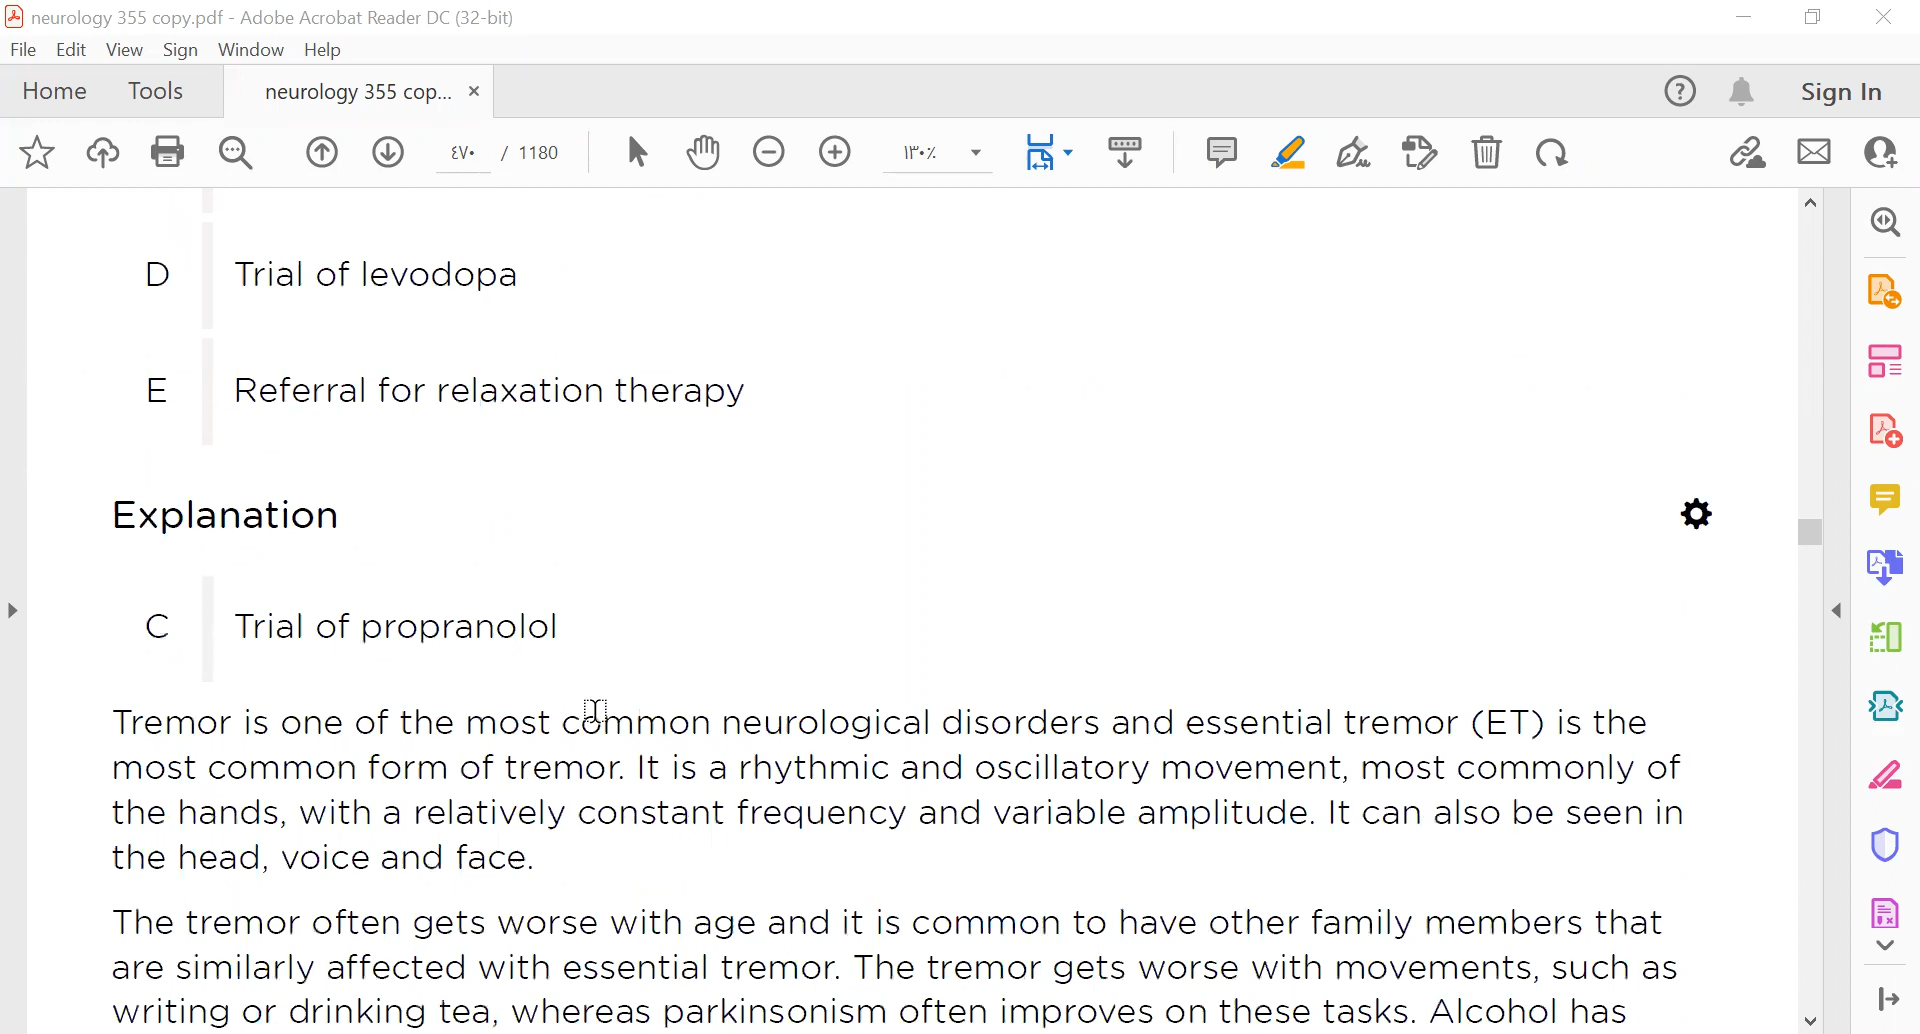 neurology 355 copy.pdf - Adobe Acrobat Reader DC (32-bit)
File Edit View Sign Window Help
Home Tools neurology 355 cop... × Sign In
٤٧٠ / 1180 ١٣٠٪
D Trial of levodopa
E Referral for relaxation therapy
Explanation
C Trial of propranolol
Tremor is one of the most common neurological disorders and essential tremor (ET) is the
most common form of tremor. It is a rhythmic and oscillatory movement, most commonly of
the hands, with a relatively constant frequency and variable amplitude. It can also be seen in
the head, voice and face.
The tremor often gets worse with age and it is common to have other family members that
are similarly affected with essential tremor. The tremor gets worse with movements, such as
writing or drinking tea, whereas parkinsonism often improves on these tasks. Alcohol has